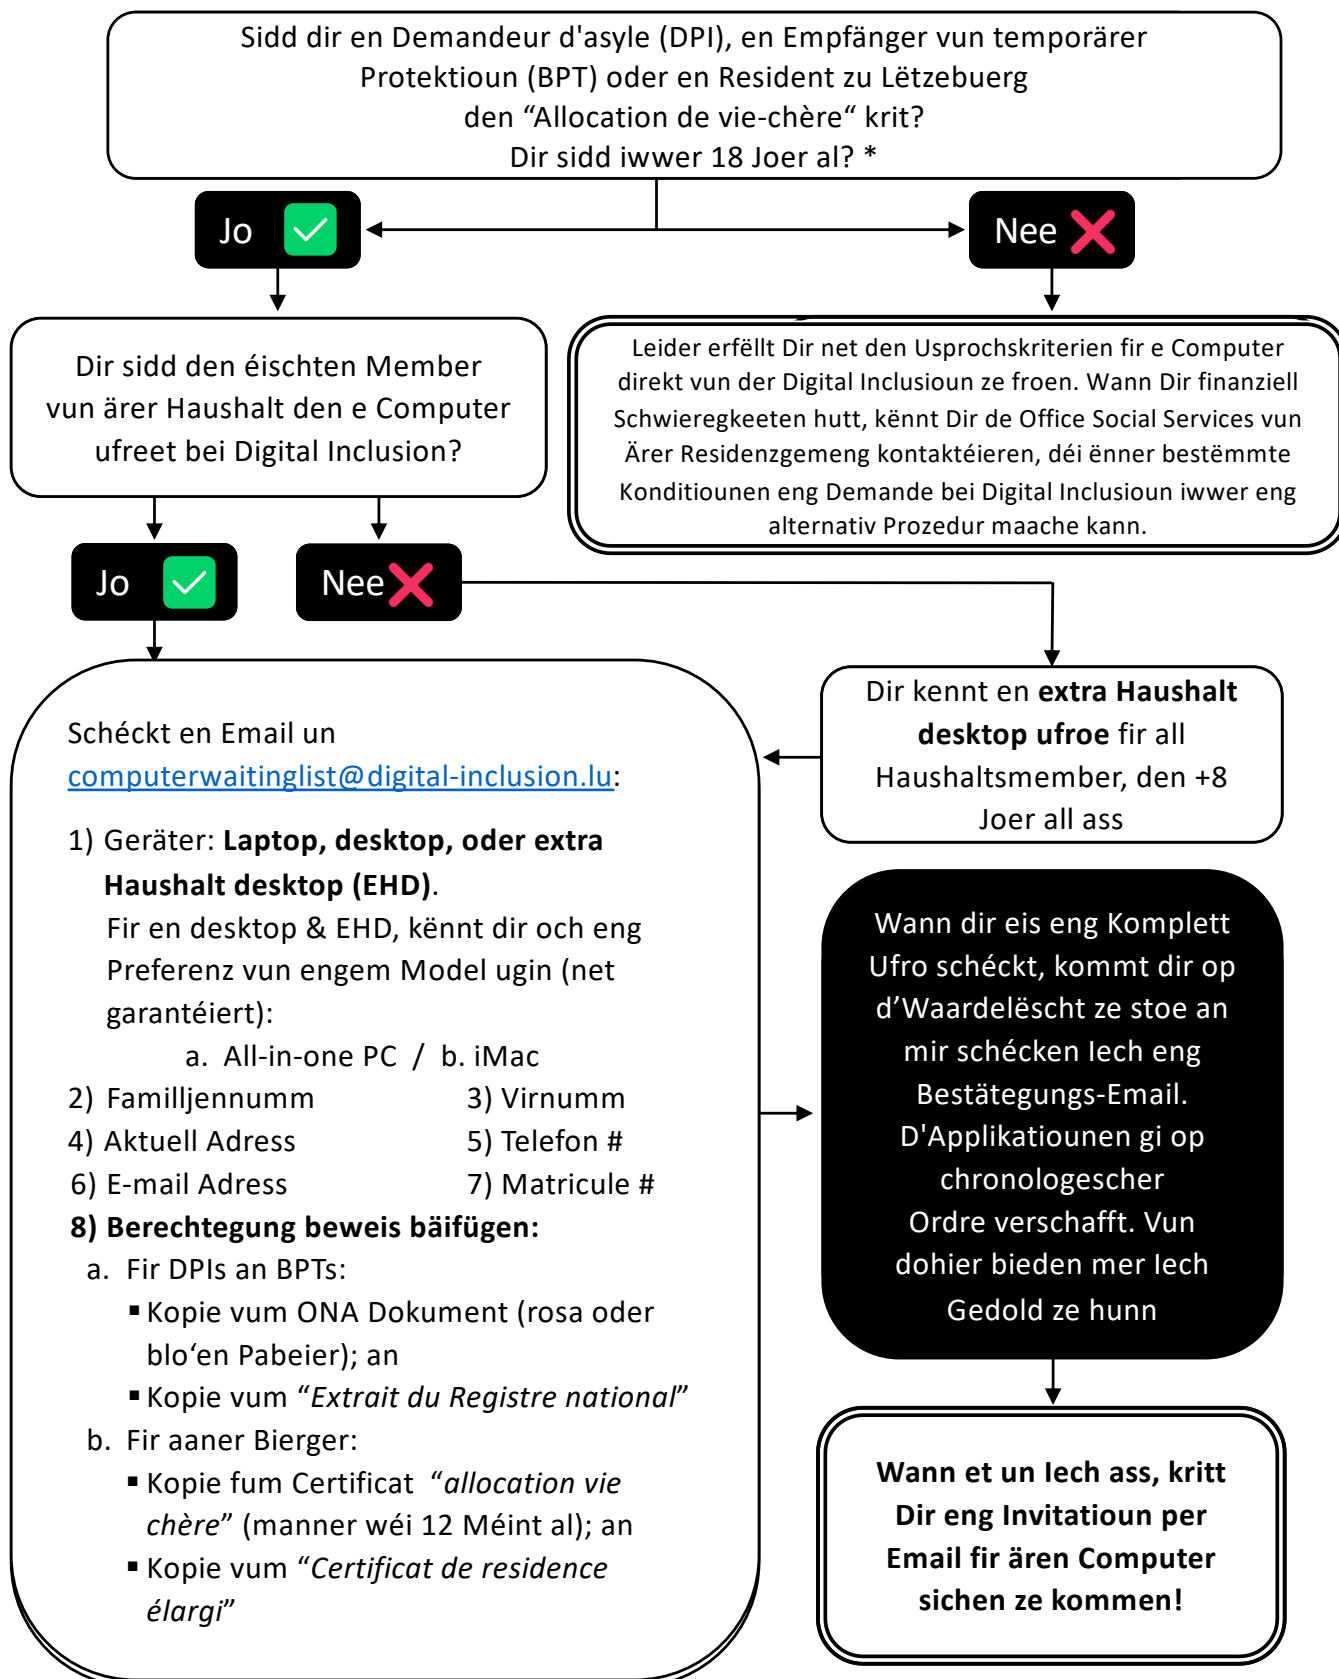 Sidd dir en Demandeur d'asyle (DPI), en Empfänger vun temporärer
Protektioun (BPT) oder en Resident zu Lëtzebuerg
den “Allocation de vie-chère“ krit?
Dir sidd iwwer 18 Joer al? *
Jo
Nee
Dir sidd den éischten Member
vun ärer Haushalt den e Computer
ufreet bei Digital Inclusion?
Leider erfëllt Dir net den Usprochskriterien fir e Computer
direkt vun der Digital Inclusioun ze froen. Wann Dir finanziell
Schwieregkeeten hutt, kënnt Dir de Office Social Services vun
Ärer Residenzgemeng kontaktéieren, déi ënner bestëmmte
Konditiounen eng Demande bei Digital Inclusioun iwwer eng
alternativ Prozedur maache kann.
Jo
Nee
Dir kennt en extra Haushalt
desktop ufroe fir all
Haushaltsmember, den +8
Joer all ass
Schéckt en Email un
computerwaitinglist@digital-inclusion.lu:
1) Geräter: Laptop, desktop, oder extra
Haushalt desktop (EHD).
Fir en desktop & EHD, kënnt dir och eng
Preferenz vun engem Model ugin (net
garantéiert):
a. All-in-one PC / b. iMac
2) Familljennumm 3) Virnumm
4) Aktuell Adress 5) Telefon #
6) E-mail Adress 7) Matricule #
8) Berechtegung beweis bäifügen:
a. Fir DPIs an BPTs:
▪ Kopie vum ONA Dokument (rosa oder
blo‘en Pabeier); an
▪ Kopie vum “Extrait du Registre national”
b. Fir aaner Bierger:
▪ Kopie fum Certificat “allocation vie
chère” (manner wéi 12 Méint al); an
▪ Kopie vum “Certificat de residence
élargi”
Wann dir eis eng Komplett
Ufro schéckt, kommt dir op
d’Waardelëscht ze stoe an
mir schécken Iech eng
Bestätegungs-Email.
D'Applikatiounen gi op
chronologescher
Ordre verschafft. Vun
dohier bieden mer Iech
Gedold ze hunn
Wann et un Iech ass, kritt
Dir eng Invitatioun per
Email fir ären Computer
sichen ze kommen!